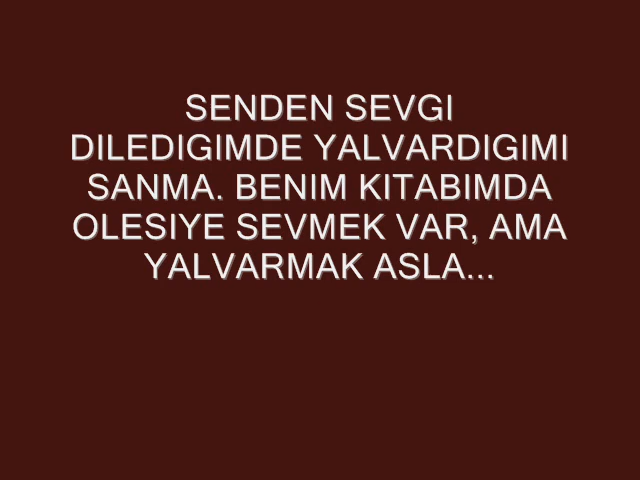 SENDEN SEVGI
DILEDIGIMDE YALVARDIGIMI
SANMA. BENIM KITABIMDA
OLESIYE SEVMEK VAR, AMA
YALVARMAK ASLA...